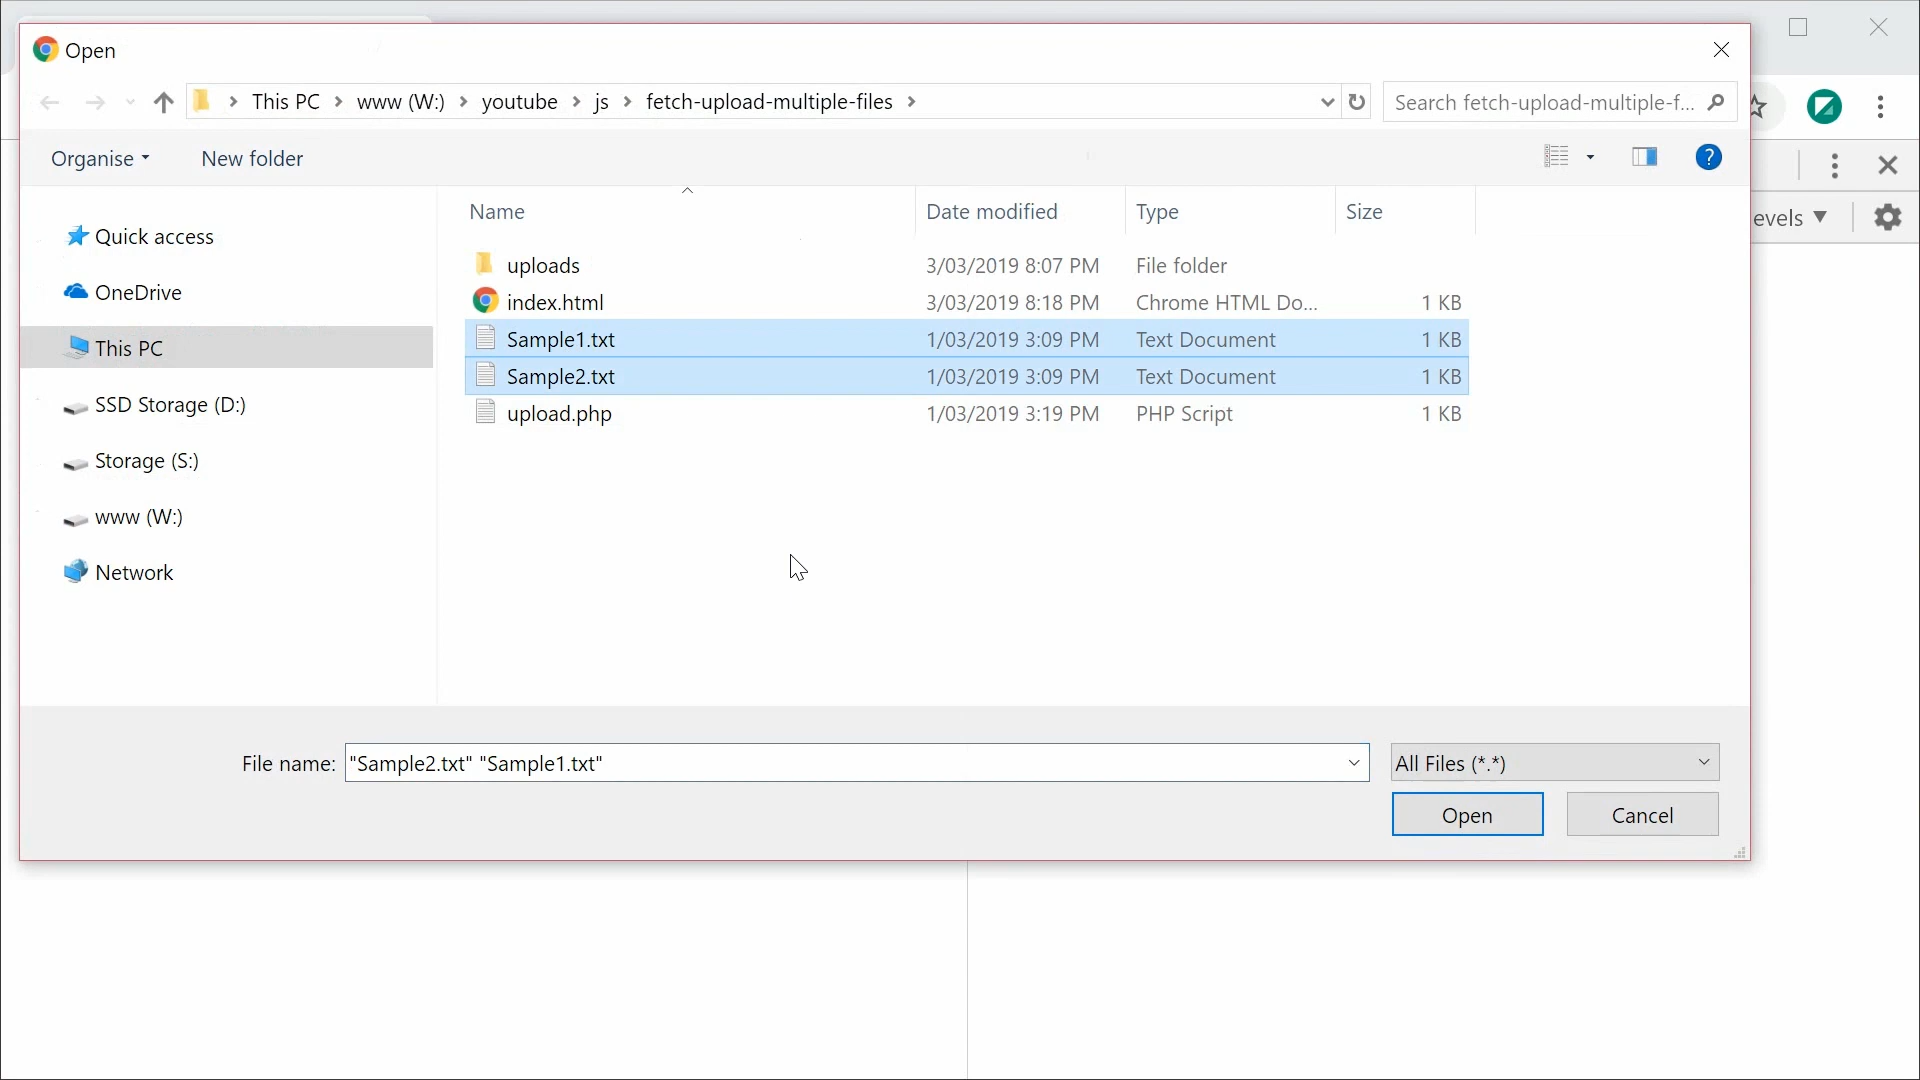 Open
This PC www (W:) youtube js fetch-upload-multiple-files
Search fetch-upload-multiple-f...
Organise New folder ?
evels
Name Date modified Type Size
Quick access
OneDrive
This PC
SSD Storage (D:)
Storage (S:)
www (W:)
Network
uploads 3/03/2019 8:07 PM File folder
index.html 3/03/2019 8:18 PM Chrome HTML Do... 1 KB
Sample1.txt 1/03/2019 3:09 PM Text Document 1 KB
Sample2.txt 1/03/2019 3:09 PM Text Document 1 KB
upload.php 1/03/2019 3:19 PM PHP Script 1 KB
File name: "Sample2.txt" "Sample1.txt" All Files (*.*)
Open Cancel